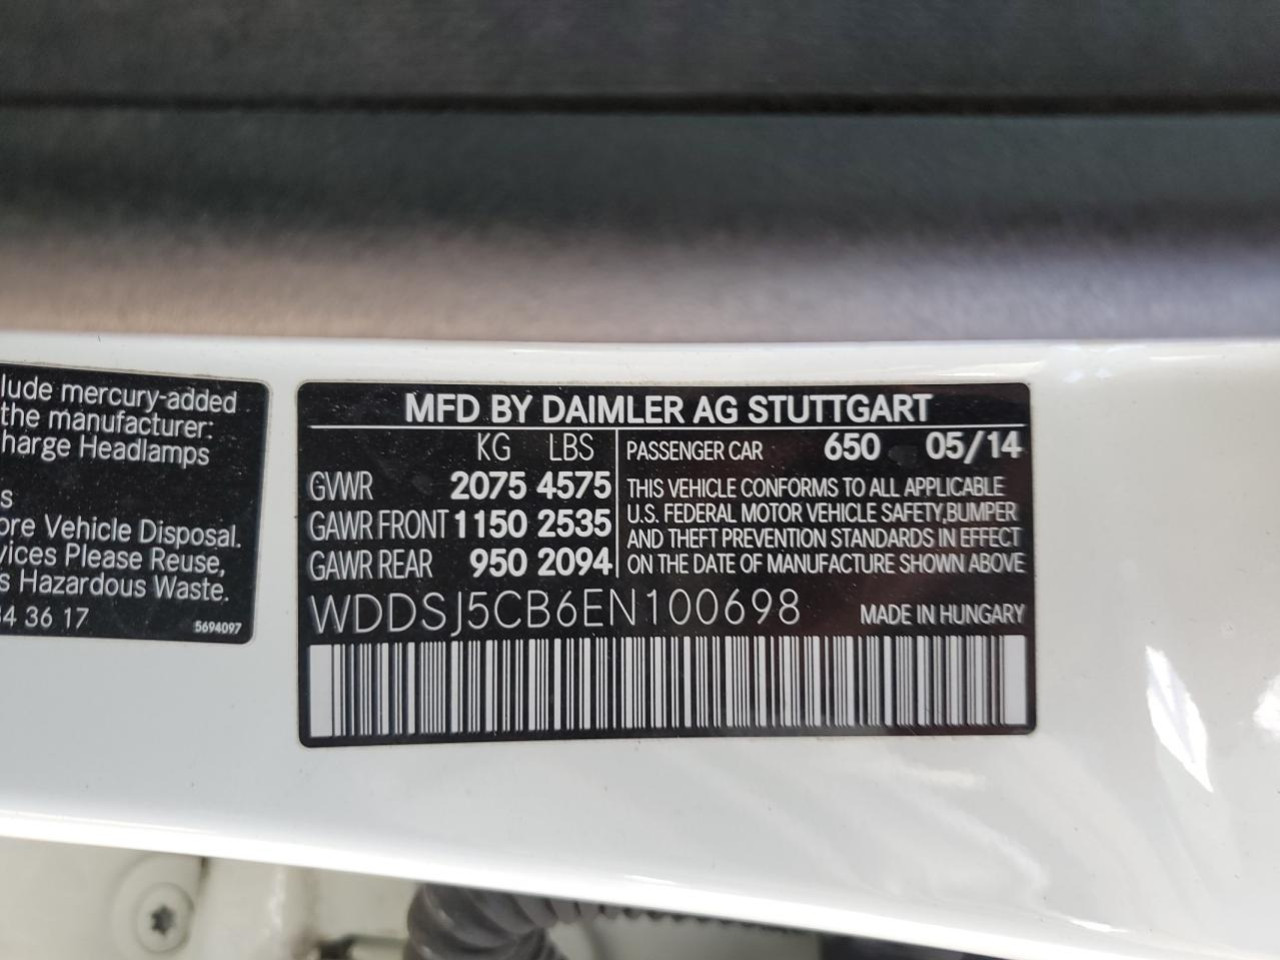 lude mercury-added
the manufacturer:
harge Headlamps
s
ore Vehicle Disposal.
vices Please Reuse,
s Hazardous Waste.
34 36 17
5694097
MFD BY DAIMLER AG STUTTGART
KG LBS
GVWR 2075 4575
GAWR FRONT 1150 2535
GAWR REAR 950 2094
PASSENGER CAR 650 05/14
THIS VEHICLE CONFORMS TO ALL APPLICABLE
U.S. FEDERAL MOTOR VEHICLE SAFETY,BUMPER
AND THEFT PREVENTION STANDARDS IN EFFECT
ON THE DATE OF MANUFACTURE SHOWN ABOVE
WDDSJ5CB6EN100698 MADE IN HUNGARY